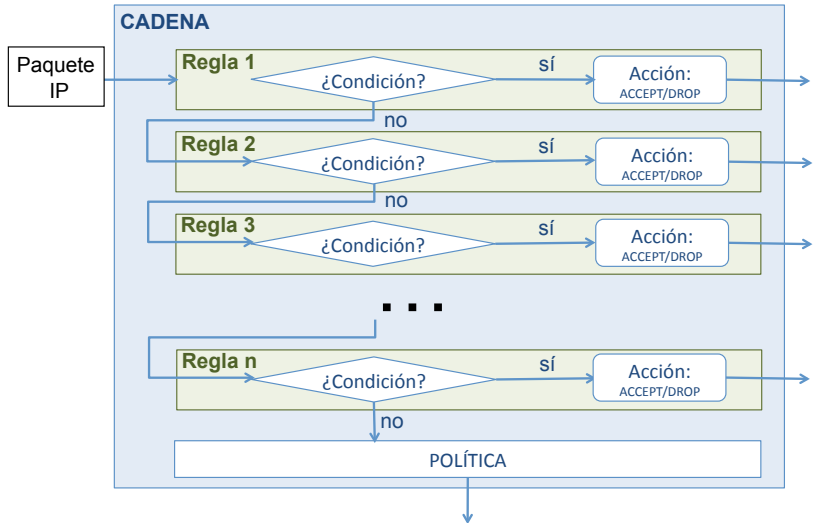 CADENA
Paquete
IP
Regla 1
¿Condición?
sí
Acción:
ACCEPT/DROP
no
Regla 2
¿Condición?
sí
Acción:
ACCEPT/DROP
no
Regla 3
¿Condición?
sí
Acción:
ACCEPT/DROP
. . .
Regla n
¿Condición?
sí
Acción:
ACCEPT/DROP
no
POLÍTICA